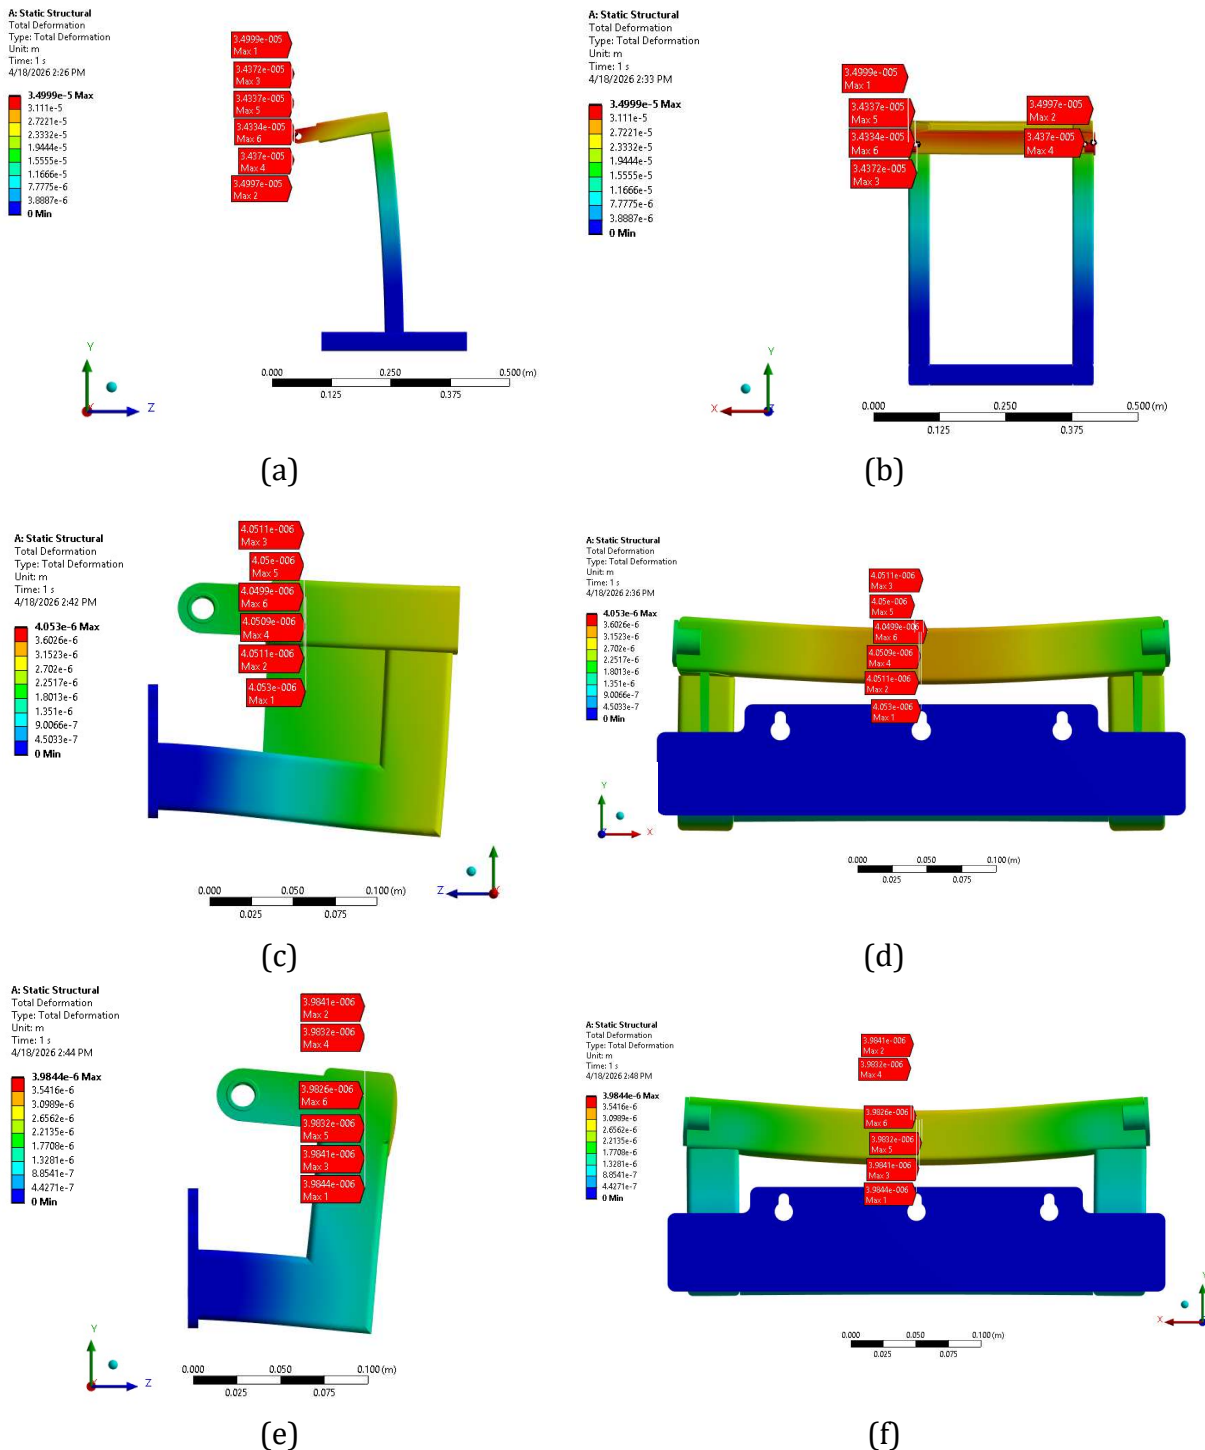 A: Static Structural
Total Deformation
Type: Total Deformation
Unit: m
Time: 1 s
4/18/2026 2:26 PM
3.4999e-5 Max
3.111e-5
2.7221e-5
2.3332e-5
1.9444e-5
1.5555e-5
1.1666e-5
7.7775e-6
3.8887e-6
0 Min
3.4999e-005
Max 1
3.4372e-005
Max 3
3.4337e-005
Max 5
3.4334e-005
Max 6
3.437e-005
Max 4
3.4997e-005
Max 2
Y
Z
0.000
0.250
0.500 (m)
0.125
0.375
(a)
A: Static Structural
Total Deformation
Type: Total Deformation
Unit: m
Time: 1 s
4/18/2026 2:33 PM
3.4999e-5 Max
3.111e-5
2.7221e-5
2.3332e-5
1.9444e-5
1.5555e-5
1.1666e-5
7.7775e-6
3.8887e-6
0 Min
3.4999e-005
Max 1
3.4337e-005
Max 5
3.4334e-005
Max 6
3.4372e-005
Max 3
3.4997e-005
Max 2
3.437e-005
Max 4
Y
X
Z
0.000
0.250
0.500 (m)
0.125
0.375
(b)
A: Static Structural
Total Deformation
Type: Total Deformation
Unit: m
Time: 1 s
4/18/2026 2:42 PM
4.053e-6 Max
3.6026e-6
3.1523e-6
2.702e-6
2.2517e-6
1.8013e-6
1.351e-6
9.0066e-7
4.5033e-7
0 Min
4.0511e-006
Max 3
4.05e-006
Max 5
4.0499e-006
Max 6
4.0509e-006
Max 4
4.0511e-006
Max 2
4.053e-006
Max 1
Z
0.000
0.050
0.100 (m)
0.025
0.075
(c)
A: Static Structural
Total Deformation
Type: Total Deformation
Unit: m
Time: 1 s
4/18/2026 2:36 PM
4.053e-6 Max
3.6026e-6
3.1523e-6
2.702e-6
2.2517e-6
1.8013e-6
1.351e-6
9.0066e-7
4.5033e-7
0 Min
4.0511e-006
Max 3
4.05e-006
Max 5
4.0499e-006
Max 6
4.0509e-006
Max 4
4.0511e-006
Max 2
4.053e-006
Max 1
Y
Z
X
0.000
0.050
0.100 (m)
0.025
0.075
(d)
A: Static Structural
Total Deformation
Type: Total Deformation
Unit: m
Time: 1 s
4/18/2026 2:44 PM
3.9844e-6 Max
3.5416e-6
3.0989e-6
2.6562e-6
2.2135e-6
1.7708e-6
1.3281e-6
8.8541e-7
4.4271e-7
0 Min
3.9841e-006
Max 2
3.9832e-006
Max 4
3.9826e-006
Max 6
3.9832e-006
Max 5
3.9841e-006
Max 3
3.9844e-006
Max 1
Y
Z
0.000
0.050
0.100 (m)
0.025
0.075
(e)
A: Static Structural
Total Deformation
Type: Total Deformation
Unit: m
Time: 1 s
4/18/2026 2:48 PM
3.9844e-6 Max
3.5416e-6
3.0989e-6
2.6562e-6
2.2135e-6
1.7708e-6
1.3281e-6
8.8541e-7
4.4271e-7
0 Min
3.9841e-006
Max 2
3.9832e-006
Max 4
3.9826e-006
Max 6
3.9832e-006
Max 5
3.9841e-006
Max 3
3.9844e-006
Max 1
Y
X
0.000
0.050
0.100 (m)
0.025
0.075
(f)